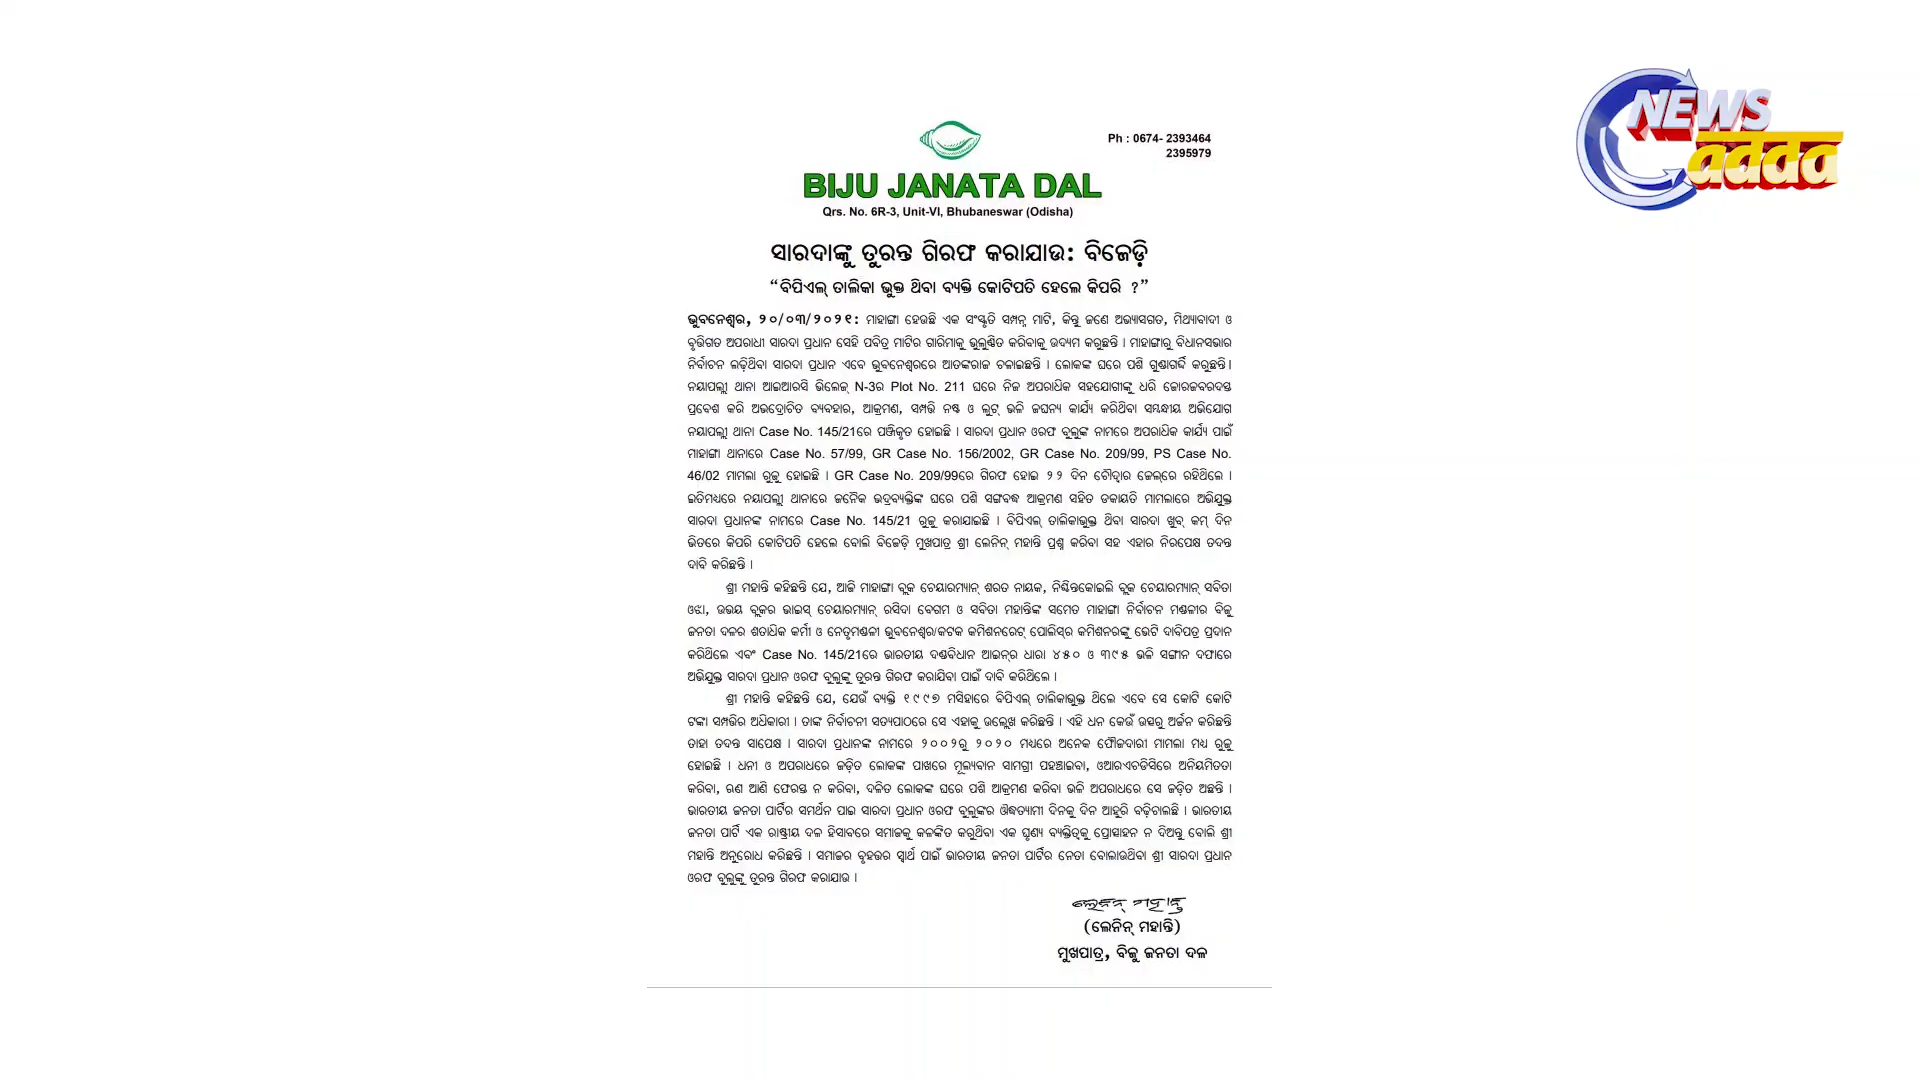 NEWS
adda
Ph : 0674- 2393464
2395979
BIJU JANATA DAL
Qrs. No. 6R-3, Unit-VI, Bhubaneswar (Odisha)
ସାରଦାଙ୍କୁ ତୁରନ୍ତ ଗିରଫ କରାଯାଉ: ବିଜେଡ଼ି
“ବିପିଏଲ୍ ତାଲିକା ଭୁକ୍ତ ଥିବା ବ୍ୟକ୍ତି କୋଟିପତି ହେଲେ କିପରି ?”
ଭୁବନେଶ୍ୱର, ୨୦/୦୩/୨୦୨୧: ମାହାଙ୍ଗା ହେଉଛି ଏକ ସଂସ୍କୃତି ସମ୍ପନ୍ନ ମାଟି, କିନ୍ତୁ ଜଣେ ଅଭ୍ୟାସଗତ, ମିଥ୍ୟାବାଦୀ ଓ
ବୃତ୍ତିଗତ ଅପରାଧୀ ସାରଦା ପ୍ରଧାନ ସେହି ପବିତ୍ର ମାଟିର ଗାରିମାକୁ ଭୁଲୁଣ୍ଠିତ କରିବାକୁ ଉଦ୍ୟମ କରୁଛନ୍ତି । ମାହାଙ୍ଗାରୁ ବିଧାନସଭାର
ନିର୍ବାଚନ ଲଢ଼ିଥିବା ସାରଦା ପ୍ରଧାନ ଏବେ ଭୁବନେଶ୍ୱରରେ ଆତଙ୍କରାଜ ଚଳାଇଛନ୍ତି । ଲୋକଙ୍କ ଘରେ ପଶି ଗୁଣ୍ଡାଗର୍ଦ୍ଦି କରୁଛନ୍ତି।
ନୟାପଲ୍ଲୀ ଥାନା ଆଇଆରସି ଭିଲେଜ୍ N-3ର Plot No. 211 ଘରେ ନିଜ ଅପରାଧିକ ସହଯୋଗୀଙ୍କୁ ଧରି ଜୋରଜବରଦସ୍ତ
ପ୍ରବେଶ କରି ଅଭଦ୍ରୋଚିତ ବ୍ୟବହାର, ଆକ୍ରମଣ, ସମ୍ପତ୍ତି ନଷ୍ଟ ଓ ଲୁଟ୍ ଭଳି ଜଘନ୍ୟ କାର୍ଯ୍ୟ କରିଥିବା ସମ୍ବନ୍ଧୀୟ ଅଭିଯୋଗ
ନୟାପଲ୍ଲୀ ଥାନା Case No. 145/21ରେ ପଞ୍ଜିକୃତ ହୋଇଛି । ସାରଦା ପ୍ରଧାନ ଓରଫ ବୁଲୁଙ୍କ ନାମରେ ଅପରାଧିକ କାର୍ଯ୍ୟ ପାଇଁ
ମାହାଙ୍ଗା ଥାନାରେ Case No. 57/99, GR Case No. 156/2002, GR Case No. 209/99, PS Case No.
46/02 ମାମଲା ରୁଜୁ ହୋଇଛି । GR Case No. 209/99ରେ ଗିରଫ ହୋଇ ୨୨ ଦିନ ଚୌଦ୍ୱାର ଜେଲ୍‌ରେ ରହିଥିଲେ ।
ଇତିମଧ୍ୟରେ ନୟାପଲ୍ଲୀ ଥାନାରେ ଜନୈକ ଭଦ୍ରବ୍ୟକ୍ତିଙ୍କ ଘରେ ପଶି ସଙ୍ଗବଦ୍ଧ ଆକ୍ରମଣ ସହିତ ଡକାୟତି ମାମଲାରେ ଅଭିଯୁକ୍ତ
ସାରଦା ପ୍ରଧାନଙ୍କ ନାମରେ Case No. 145/21 ରୁଜୁ କରାଯାଇଛି । ବିପିଏଲ୍ ତାଲିକାଭୁକ୍ତ ଥିବା ସାରଦା ଖୁବ୍ କମ୍ ଦିନ
ଭିତରେ କିପରି କୋଟିପତି ହେଲେ ବୋଲି ବିଜେଡ଼ି ମୁଖପାତ୍ର ଶ୍ରୀ ଲେନିନ୍ ମହାନ୍ତି ପ୍ରଶ୍ନ କରିବା ସହ ଏହାର ନିରପେକ୍ଷ ତଦନ୍ତ
ଦାବି କରିଛନ୍ତି ।
ଶ୍ରୀ ମହାନ୍ତି କହିଛନ୍ତି ଯେ, ଆଜି ମାହାଙ୍ଗା ବ୍ଲକ ଚେୟାରମ୍ୟାନ୍ ଶରତ ନାୟକ, ନିଶ୍ଚିନ୍ତକୋଇଲି ବ୍ଲକ ଚେୟାରମ୍ୟାନ୍ ସବିତା
ଓଝା, ଉଭୟ ବ୍ଲକର ଭାଇସ୍ ଚେୟାରମ୍ୟାନ୍ ରସିଦା ବେଗମ ଓ ସବିତା ମହାନ୍ତିଙ୍କ ସମେତ ମାହାଙ୍ଗା ନିର୍ବାଚନ ମଣ୍ଡଳୀର ବିଜୁ
ଜନତା ଦଳର ଶତାଧିକ କର୍ମୀ ଓ ନେତୃମଣ୍ଡଳୀ ଭୁବନେଶ୍ୱର/କଟକ କମିଶନରେଟ୍ ପୋଲିସ୍‌ର କମିଶନରଙ୍କୁ ଭେଟି ଦାବିପତ୍ର ପ୍ରଦାନ
କରିଥିଲେ ଏବଂ Case No. 145/21ରେ ଭାରତୀୟ ଦଣ୍ଡବିଧାନ ଆଇନ୍‌ର ଧାରା ୪୫୦ ଓ ୩୯୫ ଭଳି ସଙ୍ଗୀନ ଦଫାରେ
ଅଭିଯୁକ୍ତ ସାରଦା ପ୍ରଧାନ ଓରଫ ବୁଲୁଙ୍କୁ ତୁରନ୍ତ ଗିରଫ କରାଯିବା ପାଇଁ ଦାବି କରିଥିଲେ ।
ଶ୍ରୀ ମହାନ୍ତି କହିଛନ୍ତି ଯେ, ଯେଉଁ ବ୍ୟକ୍ତି ୧୯୯୭ ମସିହାରେ ବିପିଏଲ୍ ତାଲିକାଭୁକ୍ତ ଥିଲେ ଏବେ ସେ କୋଟି କୋଟି
ଟଙ୍କା ସମ୍ପତ୍ତିର ଅଧିକାରୀ । ତାଙ୍କ ନିର୍ବାଚନୀ ସତ୍ୟପାଠରେ ସେ ଏହାକୁ ଉଲ୍ଲେଖ କରିଛନ୍ତି । ଏହି ଧନ କେଉଁ ଉତ୍ସରୁ ଅର୍ଜନ କରିଛନ୍ତି
ତାହା ତଦନ୍ତ ସାପେକ୍ଷ । ସାରଦା ପ୍ରଧାନଙ୍କ ନାମରେ ୨୦୦୨ରୁ ୨୦୨୦ ମଧ୍ୟରେ ଅନେକ ଫୌଜଦାରୀ ମାମଲା ମଧ୍ୟ ରୁଜୁ
ହୋଇଛି । ଧନୀ ଓ ଅପରାଧରେ ଜଡ଼ିତ ଲୋକଙ୍କ ପାଖରେ ମୂଲ୍ୟବାନ ସାମଗ୍ରୀ ପହଞ୍ଚାଇବା, ଓଆରଏଚଡିସିରେ ଅନିୟମିତତା
କରିବା, ଋଣ ଆଣି ଫେରସ୍ତ ନ କରିବା, ଦଳିତ ଲୋକଙ୍କ ଘରେ ପଶି ଆକ୍ରମଣ କରିବା ଭଳି ଅପରାଧରେ ସେ ଜଡ଼ିତ ଅଛନ୍ତି ।
ଭାରତୀୟ ଜନତା ପାର୍ଟିର ସମର୍ଥନ ପାଇ ସାରଦା ପ୍ରଧାନ ଓରଫ ବୁଲୁଙ୍କର ଔଦ୍ଧତ୍ୟାମୀ ଦିନକୁ ଦିନ ଆହୁରି ବଢ଼ିଚାଲଛି । ଭାରତୀୟ
ଜନତା ପାର୍ଟି ଏକ ରାଷ୍ଟ୍ରୀୟ ଦଳ ହିସାବରେ ସମାଜକୁ କଳଙ୍କିତ କରୁଥିବା ଏକ ଘୃଣ୍ୟ ବ୍ୟକ୍ତିତ୍ୱକୁ ପ୍ରୋତ୍ସାହନ ନ ଦିଅନ୍ତୁ ବୋଲି ଶ୍ରୀ
ମହାନ୍ତି ଅନୁରୋଧ କରିଛନ୍ତି । ସମାଜର ବୃହତ୍ତର ସ୍ୱାର୍ଥ ପାଇଁ ଭାରତୀୟ ଜନତା ପାର୍ଟିର ନେତା ବୋଲାଉଥିବା ଶ୍ରୀ ସାରଦା ପ୍ରଧାନ
ଓରଫ ବୁଲୁଙ୍କୁ ତୁରନ୍ତ ଗିରଫ କରାଯାଉ ।
ଲେନିନ୍ ମହାନ୍ତି
(ଲେନିନ୍ ମହାନ୍ତି)
ମୁଖପାତ୍ର, ବିଜୁ ଜନତା ଦଳ